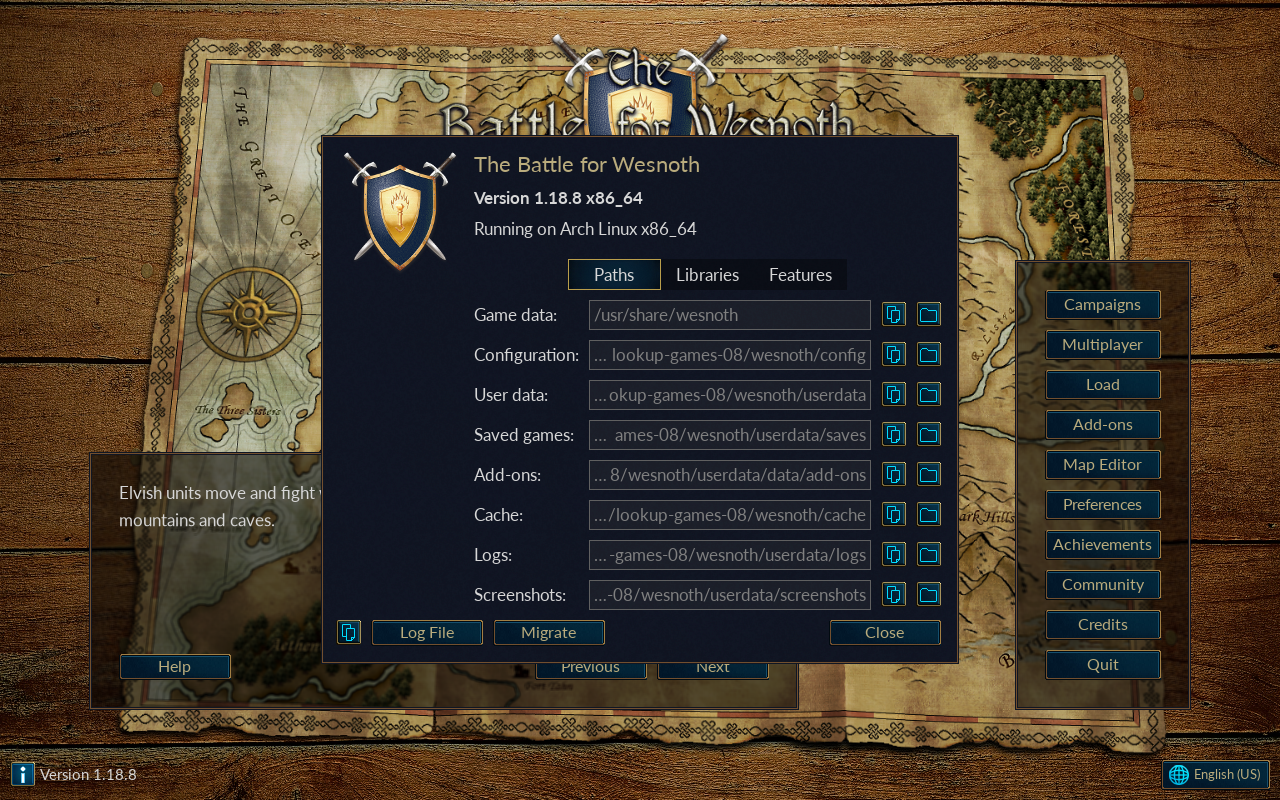 The
Battle for Wesnoth
THE GREAT OCEAN
The Battle for Wesnoth
Version 1.18.8 x86_64
Running on Arch Linux x86_64
Paths Libraries Features
Game data: /usr/share/wesnoth
Configuration: ... lookup-games-08/wesnoth/config
User data: ... okup-games-08/wesnoth/userdata
Saved games: ... ames-08/wesnoth/userdata/saves
Add-ons: ... 8/wesnoth/userdata/data/add-ons
Cache: .../lookup-games-08/wesnoth/cache
Logs: ...-games-08/wesnoth/userdata/logs
Screenshots: ...-08/wesnoth/userdata/screenshots
Log File Migrate Close
Campaigns
Multiplayer
Load
Add-ons
Map Editor
Preferences
Achievements
Community
Credits
Quit
The Three Sisters
Elvish units move and fight
mountains and caves.
Help Previous Next
Version 1.18.8
English (US)